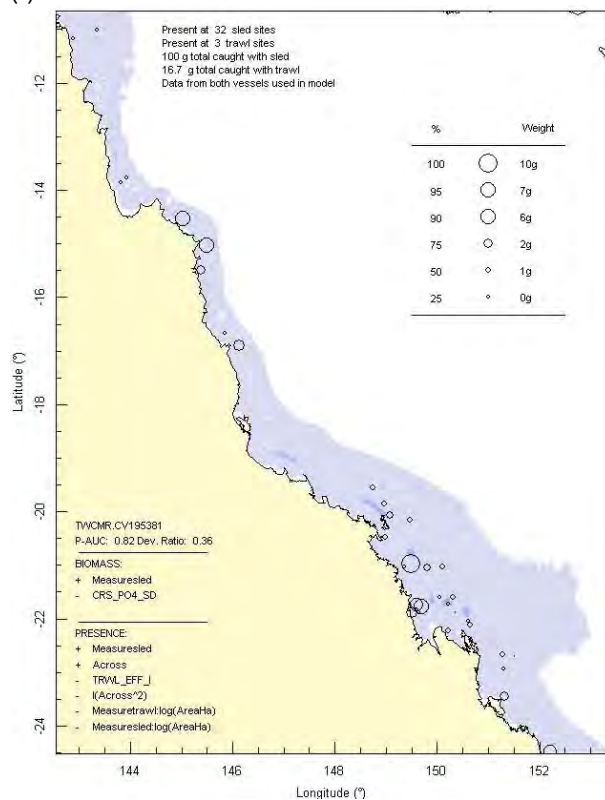 Present at 32 sled sites
Present at 3 trawl sites
100 g total caught with sled
16.7 g total caught with trawl
Data from both vessels used in model
% Weight
100 10g
95 7g
90 6g
75 2g
50 1g
25 0g
-12
-14
-16
-18
-20
-22
-24
Latitude (°)
TWCMR.CV195381
P-AUC: 0.82 Dev. Ratio: 0.36
BIOMASS:
+ Measuresled
- CRS_PO4_SD
PRESENCE:
+ Measuresled
+ Across
- TRWL_EFF_I
- I(Across^2)
- Measuretrawl:log(AreaHa)
- Measuresled:log(AreaHa)
144 146 148 150 152
Longitude (°)